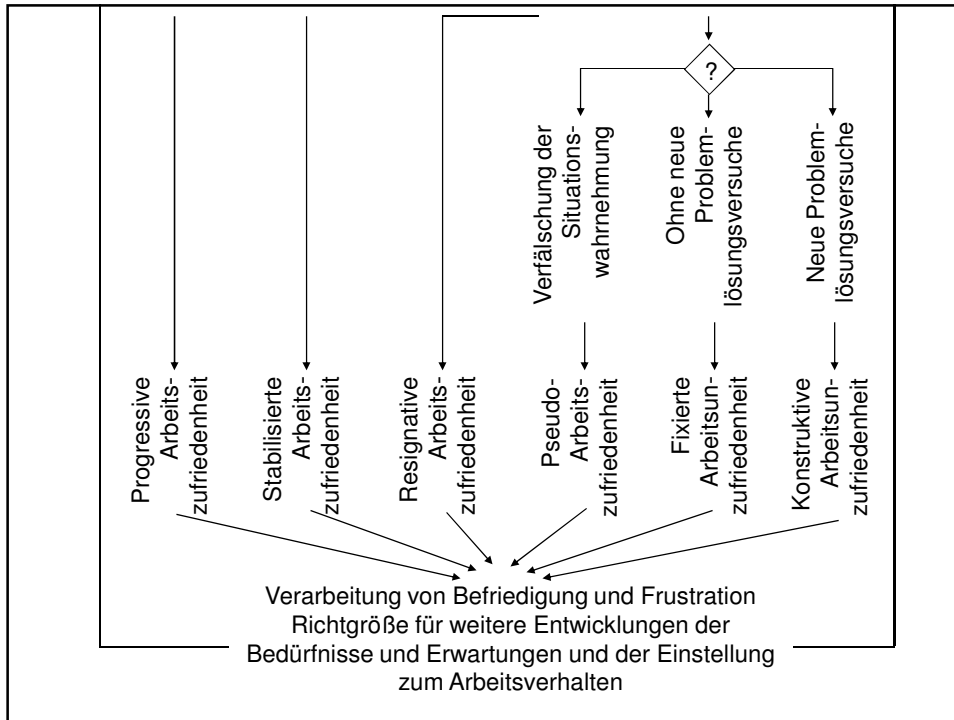 ?
Verfälschung der
Situations-
wahrnehmung
Ohne neue
Problem-
lösungsversuche
Neue Problem-
lösungsversuche
Progressive
Arbeits-
zufriedenheit
Stabilisierte
Arbeits-
zufriedenheit
Resignative
Arbeits-
zufriedenheit
Pseudo-
Arbeits-
zufriedenheit
Fixierte
Arbeitsun-
zufriedenheit
Konstruktive
Arbeitsun-
zufriedenheit
Verarbeitung von Befriedigung und Frustration
Richtgröße für weitere Entwicklungen der
Bedürfnisse und Erwartungen und der Einstellung
zum Arbeitsverhalten